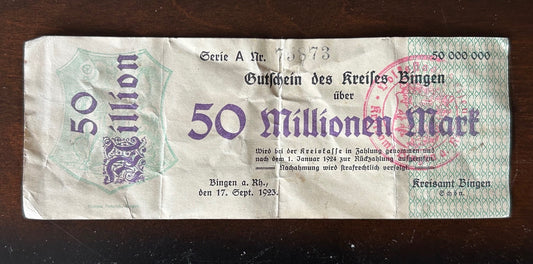 Serie A Nr. 73873
50 000 000
Gutschein des Kreises Bingen
über
50 Millionen Mark
Wird bei der Kreiskasse in Zahlung genommen und
nach dem 1. Januar 1924 zur Rückzahlung aufgerufen.
Nachahmung wird strafrechtlich verfolgt.
Bingen a. Rh.,
den 17. Sept. 1923.
Kreisamt Bingen
Schön.
50
Million